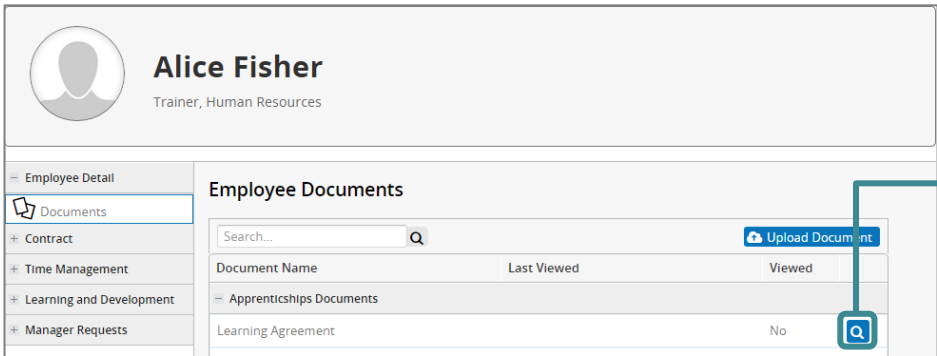 Alice Fisher
Trainer, Human Resources
Employee Detail
Documents
Contract
Time Management
Learning and Development
Manager Requests
Employee Documents
Search...
Upload Document
Document Name Last Viewed Viewed
Apprenticships Documents
Learning Agreement No